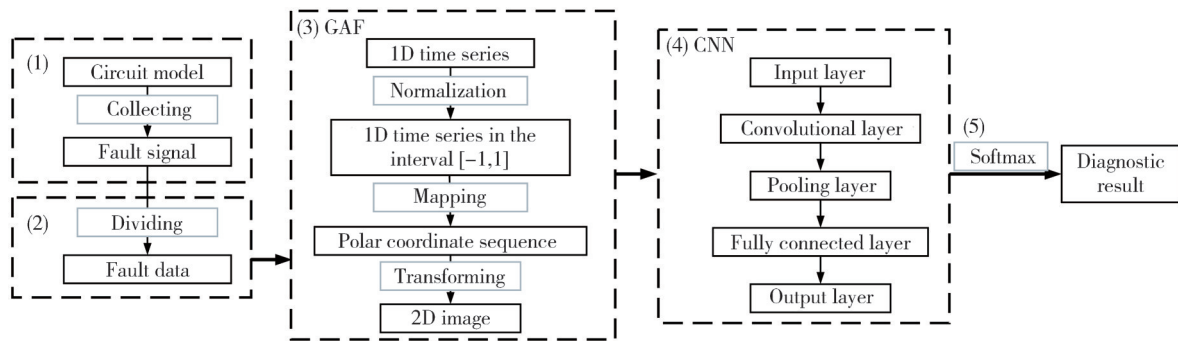 (1)
Circuit model
Collecting
Fault signal
(2)
Dividing
Fault data
(3) GAF
1D time series
Normalization
1D time series in the
interval [−1,1]
Mapping
Polar coordinate sequence
Transforming
2D image
(4) CNN
Input layer
Convolutional layer
Pooling layer
Fully connected layer
Output layer
(5)
Softmax
Diagnostic
result